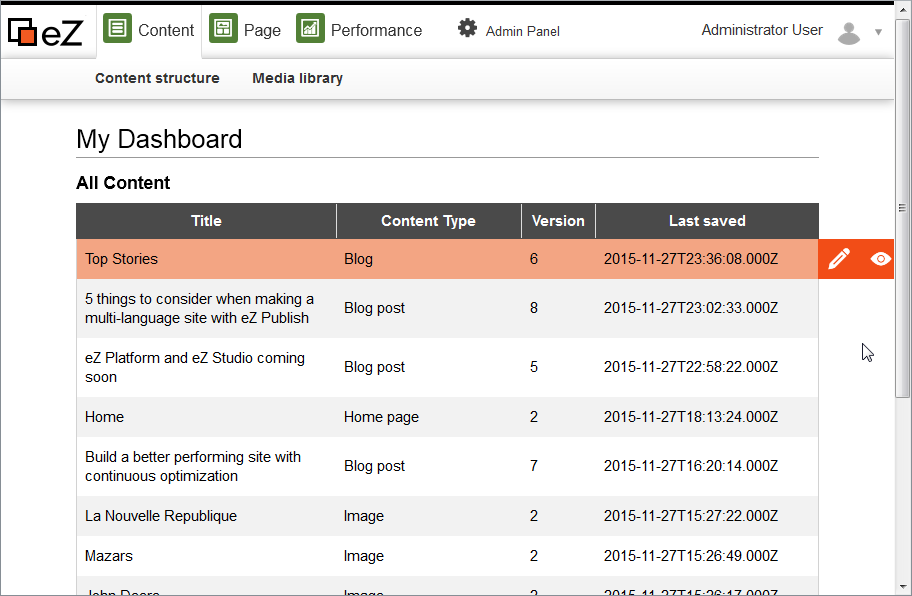 eZ Content Page Performance Admin Panel Administrator User
Content structure Media library
My Dashboard
All Content
Title Content Type Version Last saved
Top Stories Blog 6 2015-11-27T23:36:08.000Z
5 things to consider when making a
multi-language site with eZ Publish Blog post 8 2015-11-27T23:02:33.000Z
eZ Platform and eZ Studio coming
soon Blog post 5 2015-11-27T22:58:22.000Z
Home Home page 2 2015-11-27T18:13:24.000Z
Build a better performing site with
continuous optimization Blog post 7 2015-11-27T16:20:14.000Z
La Nouvelle Republique Image 2 2015-11-27T15:27:22.000Z
Mazars Image 2 2015-11-27T15:26:49.000Z
John Deere Image 2 2015-11-27T15:26:17.000Z